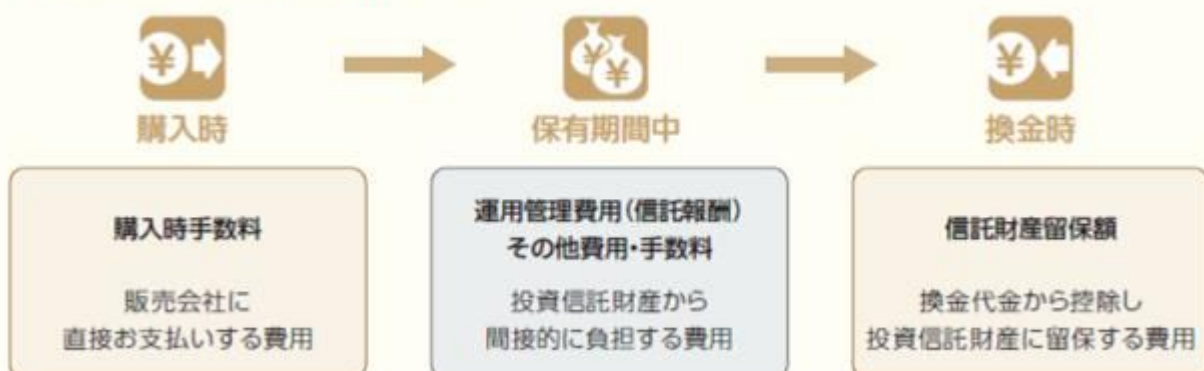 購入時
保有期間中
換金時
購入時手数料
販売会社に
直接お支払いする費用
運用管理費用(信託報酬)
その他費用・手数料
投資信託財産から
間接的に負担する費用
信託財産留保額
換金代金から控除し
投資信託財産に留保する費用